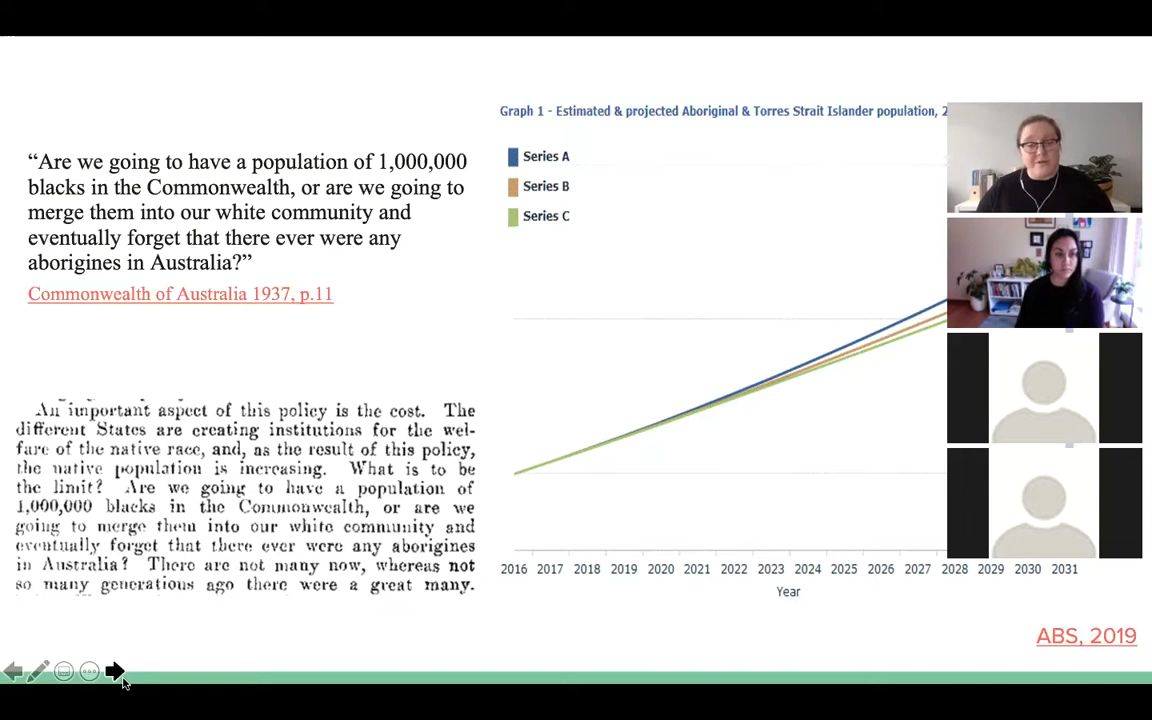 “Are we going to have a population of 1,000,000
blacks in the Commonwealth, or are we going to
merge them into our white community and
eventually forget that there ever were any
aborigines in Australia?”
Commonwealth of Australia 1937, p.11
An important aspect of this policy is the cost. The
different States are creating institutions for the wel-
fare of the native race, and, as the result of this policy,
the native population is increasing. What is to be
the limit? Are we going to have a population of
1,000,000 blacks in the Commonwealth, or are we
going to merge them into our white community and
eventually forget that there ever were any aborigines
in Australia? There are not many now, whereas not
so many generations ago there were a great many.
Graph 1 - Estimated & projected Aboriginal & Torres Strait Islander population, 2
Series A
Series B
Series C
2016 2017 2018 2019 2020 2021 2022 2023 2024 2025 2026 2027 2028 2029 2030 2031
Year
ABS, 2019